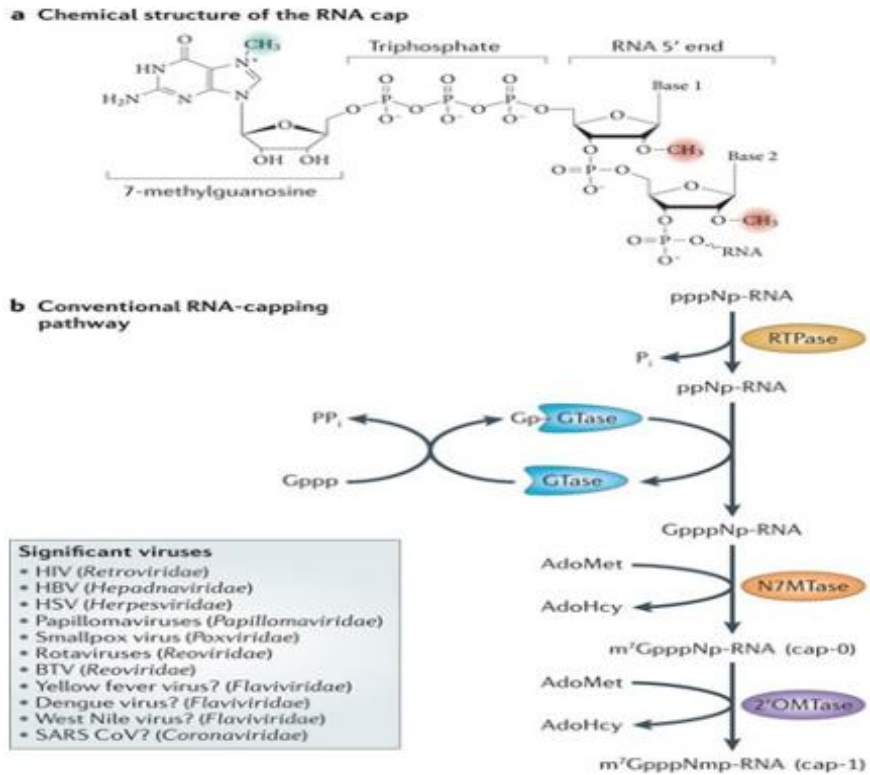 a Chemical structure of the RNA cap
O
CH3
HN
N+
H2N
N
N
O
OH OH
7-methylguanosine
Triphosphate
O O O
O P O P O P O
O- O- O-
RNA 5′ end
Base 1
O
O O—CH3
O=P—O
O-
Base 2
O
O O—CH3
O=P—O
RNA
O-
b Conventional RNA-capping
pathway
pppNp-RNA
RTPase
Pi
ppNp-RNA
PPi
Gp GTase
Gppp
GTase
GpppNp-RNA
AdoMet
N7MTase
AdoHcy
m7GpppNp-RNA (cap-0)
AdoMet
2′OMTase
AdoHcy
m7GpppNmp-RNA (cap-1)
Significant viruses
• HIV (Retroviridae)
• HBV (Hepadnaviridae)
• HSV (Herpesviridae)
• Papillomaviruses (Papillomaviridae)
• Smallpox virus (Poxviridae)
• Rotaviruses (Reoviridae)
• BTV (Reoviridae)
• Yellow fever virus? (Flaviviridae)
• Dengue virus? (Flaviviridae)
• West Nile virus? (Flaviviridae)
• SARS CoV? (Coronaviridae)